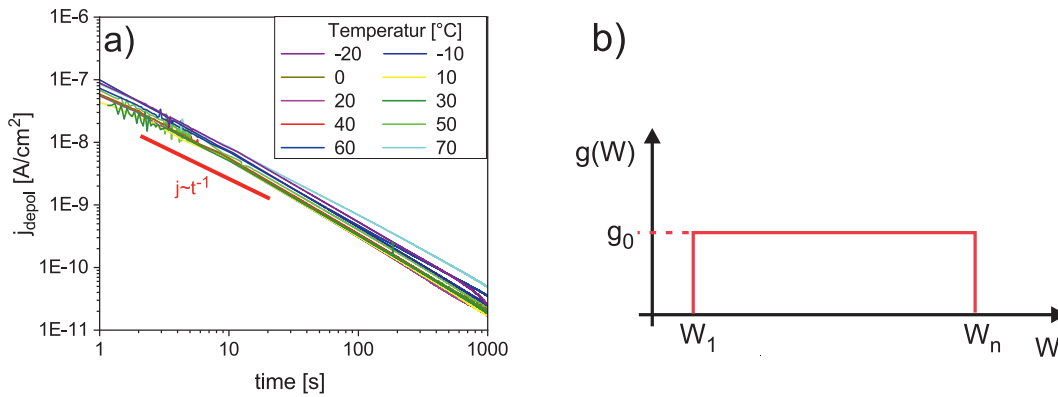 a)
Temperatur [°C]
-20 -10
0 10
20 30
40 50
60 70
j~t⁻¹
1E-6
1E-7
1E-8
1E-9
1E-10
1E-11
j_depol [A/cm²]
1 10 100 1000
time [s]
b)
g(W)
g₀
W₁ Wₙ W